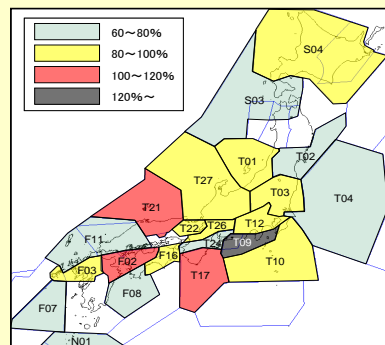 60～80%
80～100%
100～120%
120%～
S04
S03
T01
T02
T27
T03
T04
T21
T22
T26
T12
F11
T24
T09
F16
F02
F03
T10
T17
F08
F07
N01